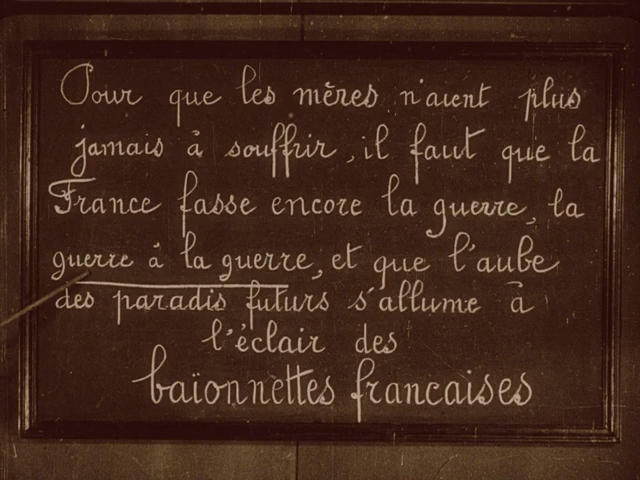 Pour que les mères n'aient plus
jamais à souffrir, il faut que la
France fasse encore la guerre, la
guerre à la guerre, et que l'aube
des paradis futurs s'allume à
l'éclair des
baïonnettes francaises